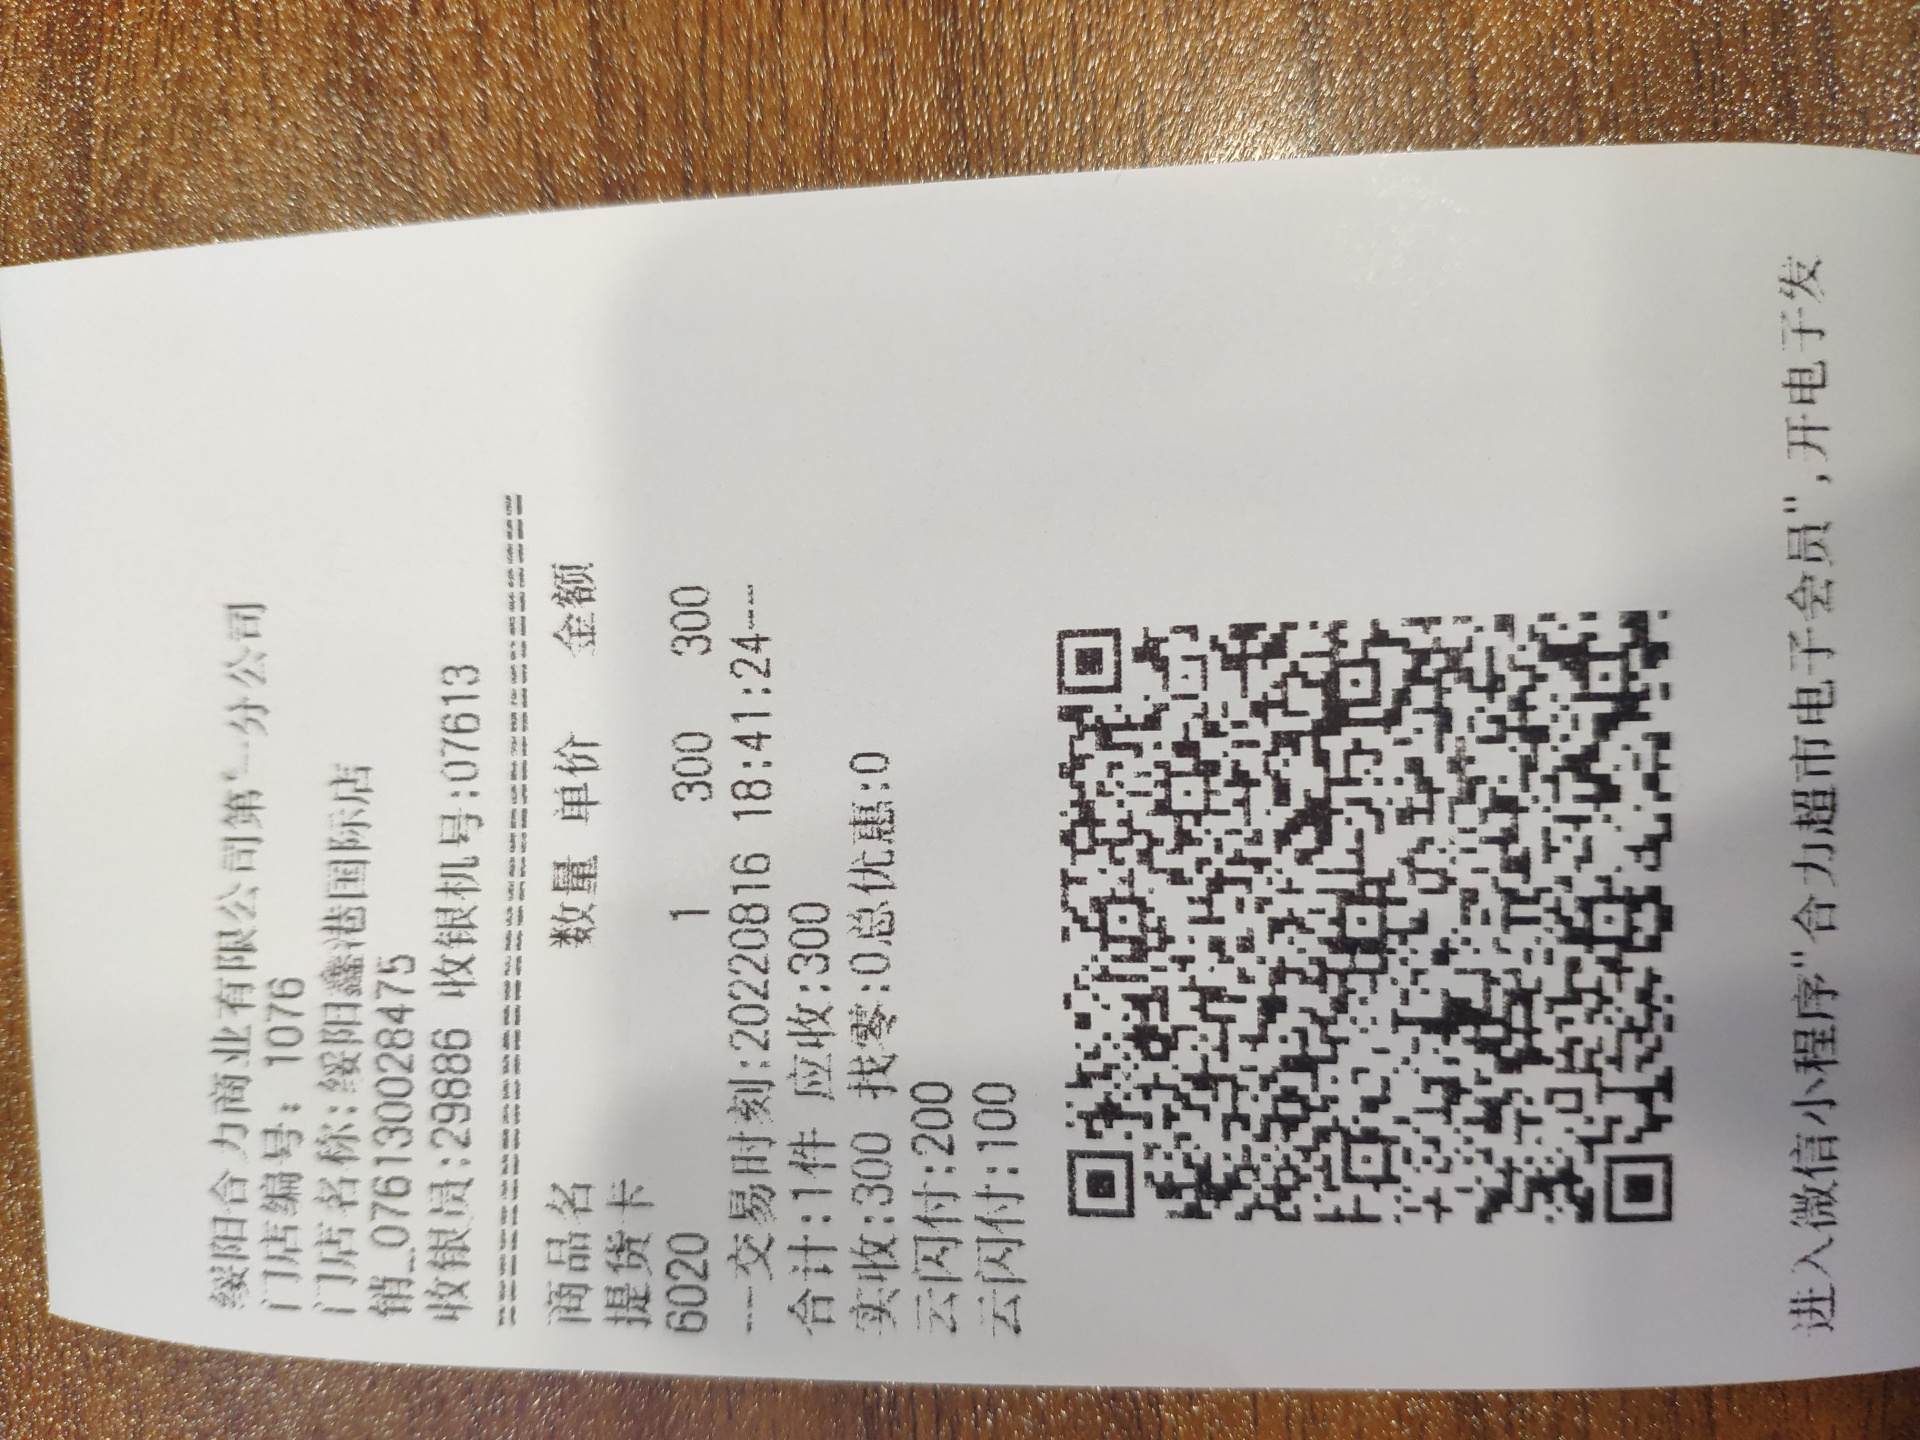 绥阳合力商业有限公司第一分公司
门店编号: 1076
门店名称:绥阳鑫港国际店
销_076130028475
收银员:29886 收银机号:07613
商品名 数量 单价 金额
提货卡
6020 1 300 300
---交易时刻:20220816 18:41:24---
合计:1件 应收:300
实收:300 找零:0总优惠:0
云闪付:200
云闪付:100
进入微信小程序"合力超市电子会员",开电子发